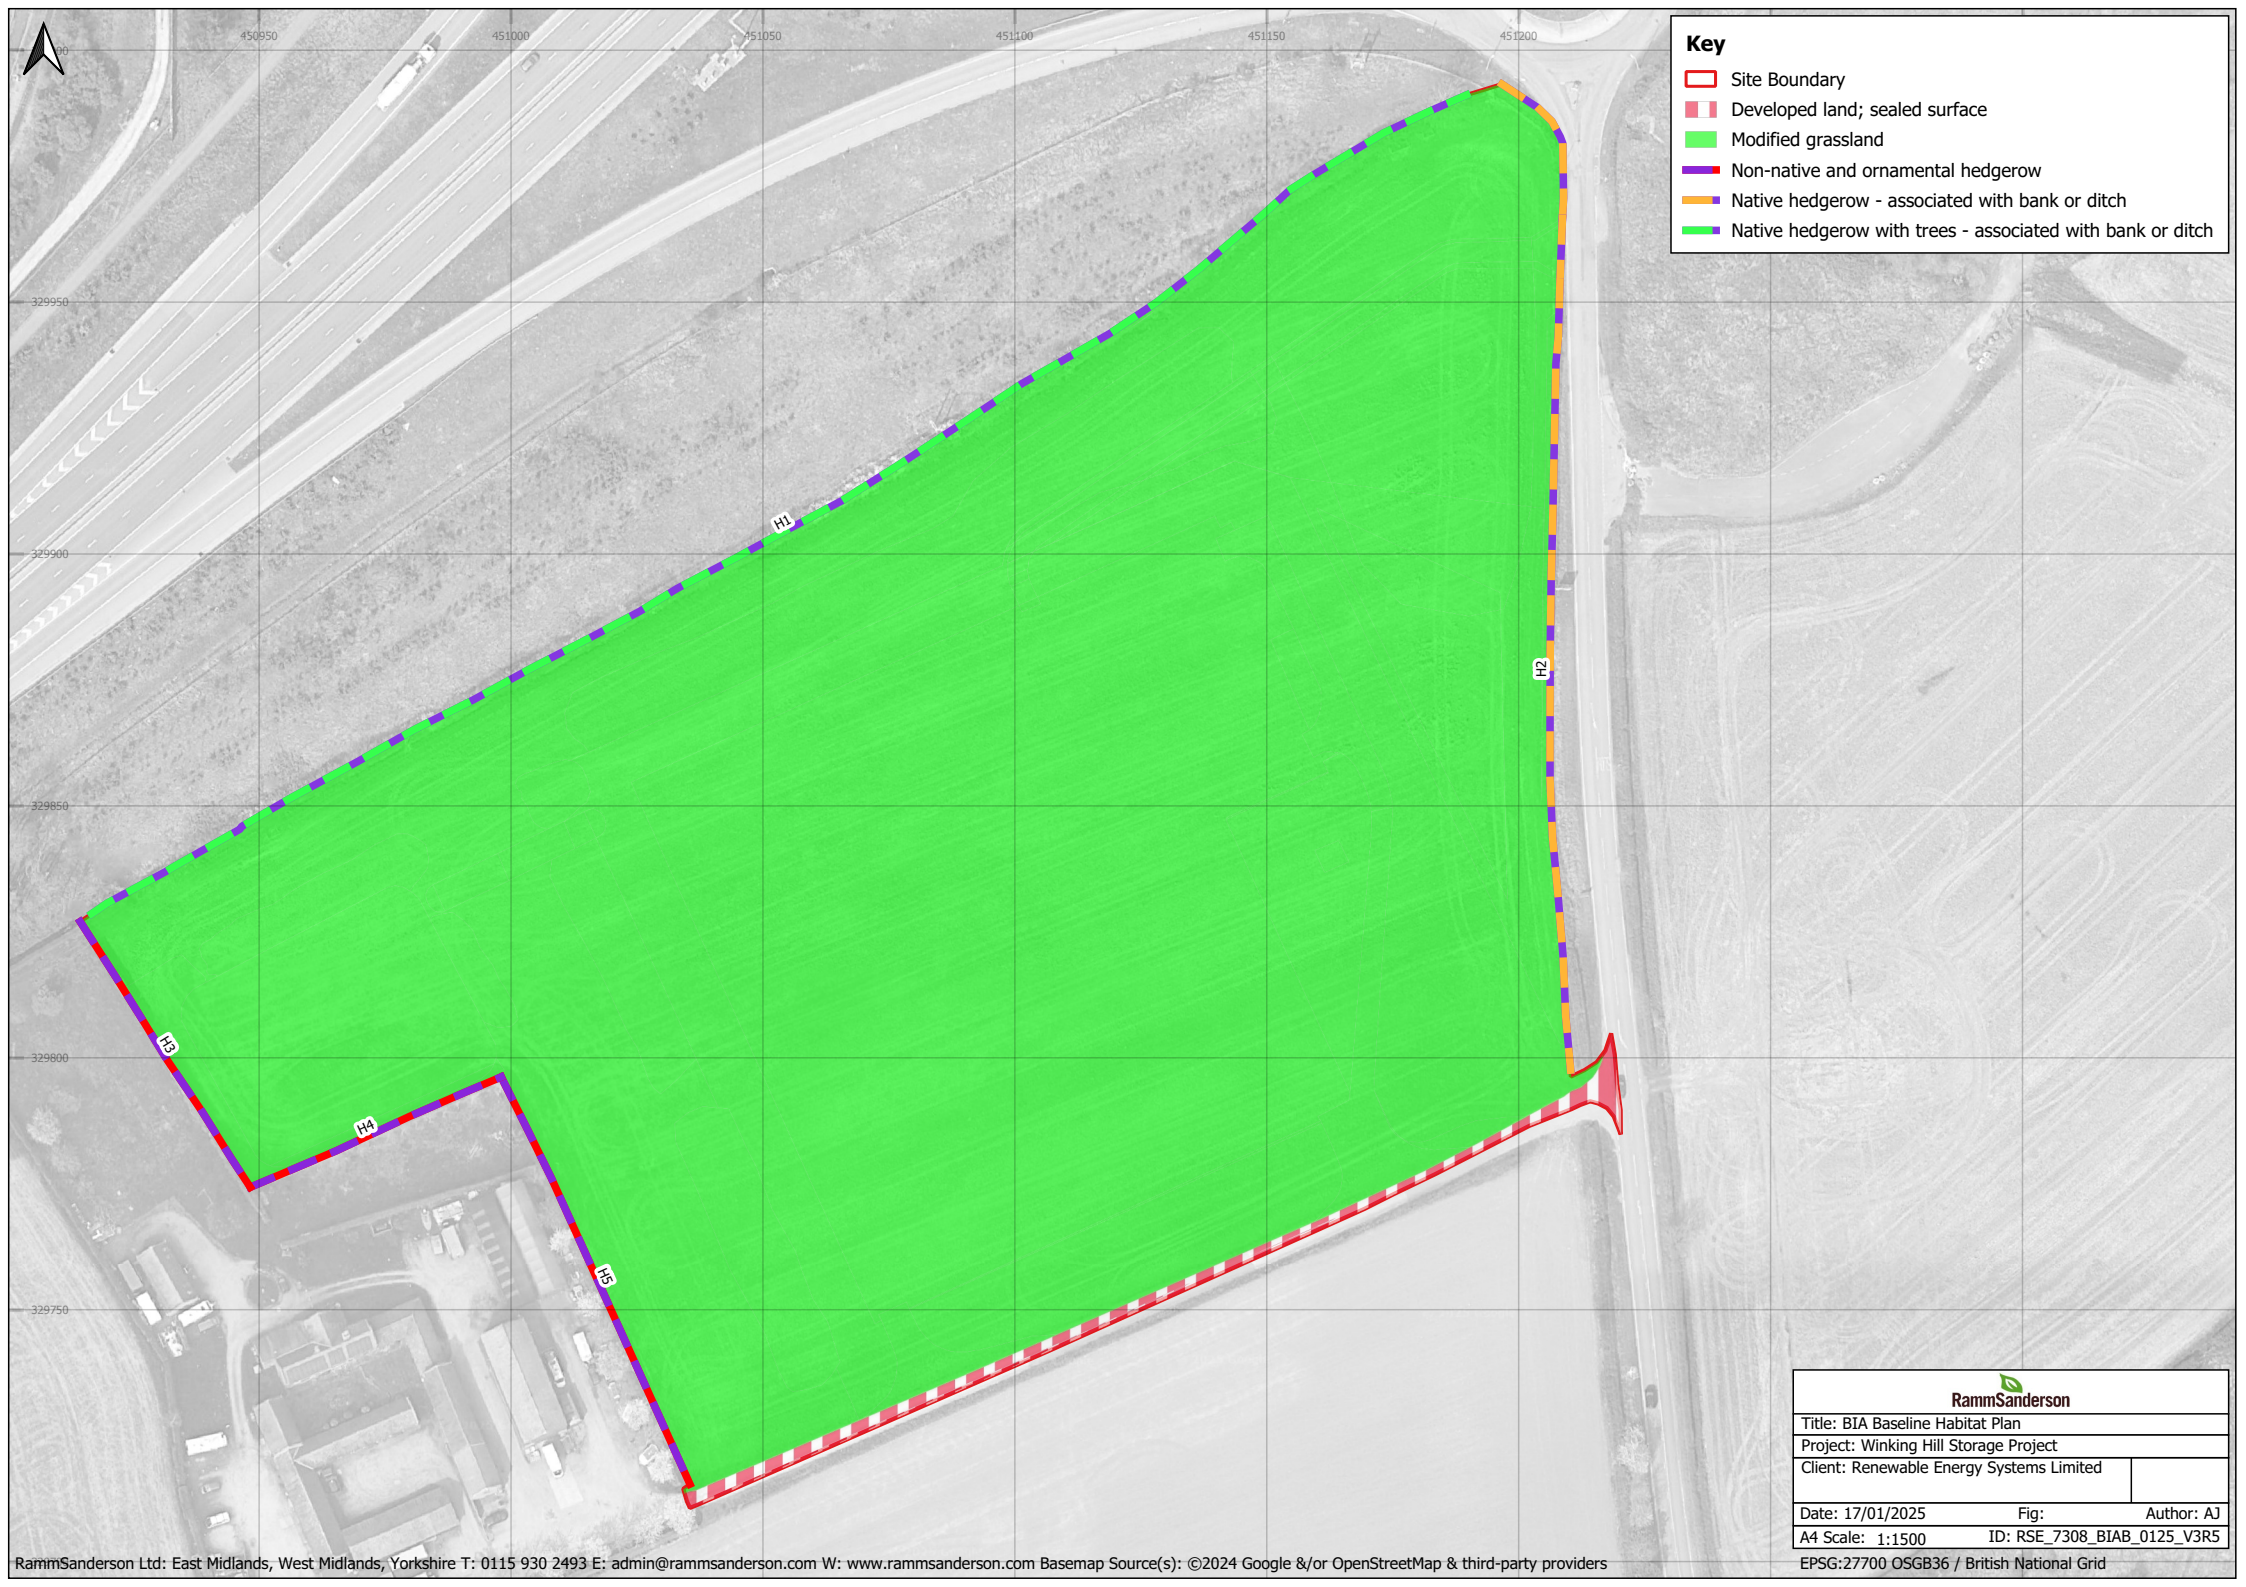 450950 451000 451050 451100 451150 451200
Key
Site Boundary
Developed land; sealed surface
Modified grassland
Non-native and ornamental hedgerow
Native hedgerow - associated with bank or ditch
Native hedgerow with trees - associated with bank or ditch
329950
H1
329900
H2
329850
H3
329800
H4
H5
329750
RammSanderson
Title: BIA Baseline Habitat Plan
Project: Winking Hill Storage Project
Client: Renewable Energy Systems Limited
Date: 17/01/2025 Fig: Author: AJ
A4 Scale: 1:1500 ID: RSE_7308_BIAB_0125_V3R5
RammSanderson Ltd: East Midlands, West Midlands, Yorkshire T: 0115 930 2493 E: admin@rammsanderson.com W: www.rammsanderson.com Basemap Source(s): ©2024 Google &/or OpenStreetMap & third-party providers
EPSG:27700 OSGB36 / British National Grid